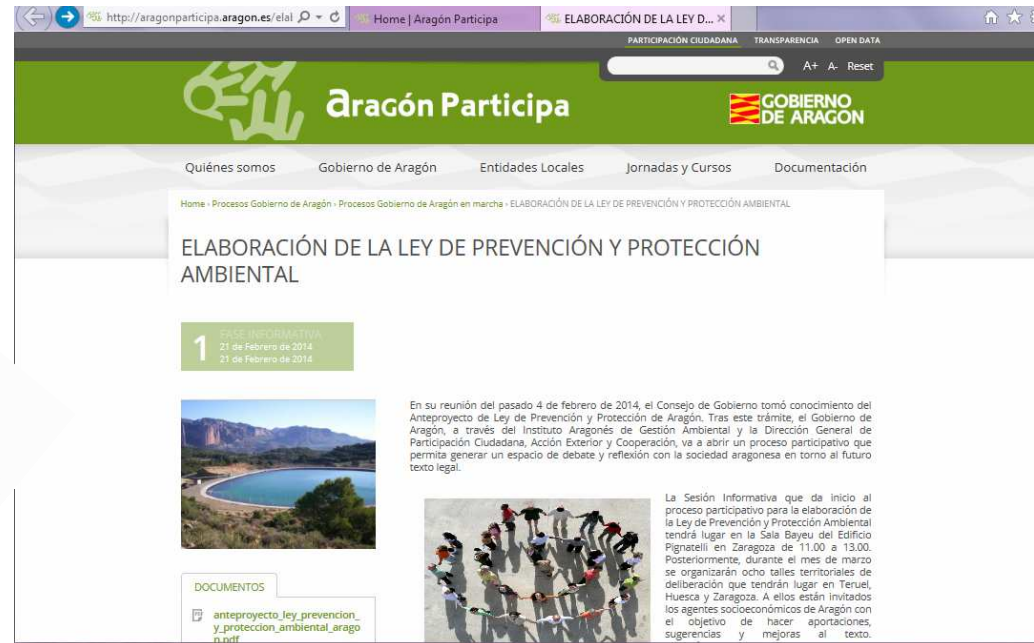 http://aragonparticipa.aragon.es/elal
Home | Aragón Participa
ELABORACIÓN DE LA LEY D...
PARTICIPACIÓN CIUDADANA TRANSPARENCIA OPEN DATA
A+ A- Reset
aragón Participa
GOBIERNO
DE ARAGON
Quiénes somos Gobierno de Aragón Entidades Locales Jornadas y Cursos Documentación
Home › Procesos Gobierno de Aragón › Procesos Gobierno de Aragón en marcha › ELABORACIÓN DE LA LEY DE PREVENCIÓN Y PROTECCIÓN AMBIENTAL
ELABORACIÓN DE LA LEY DE PREVENCIÓN Y PROTECCIÓN
AMBIENTAL
1
FASE INFORMATIVA
21 de Febrero de 2014
21 de Febrero de 2014
En su reunión del pasado 4 de febrero de 2014, el Consejo de Gobierno tomó conocimiento del
Anteproyecto de Ley de Prevención y Protección de Aragón. Tras este trámite, el Gobierno de
Aragón, a través del Instituto Aragonés de Gestión Ambiental y la Dirección General de
Participación Ciudadana, Acción Exterior y Cooperación, va a abrir un proceso participativo que
permita generar un espacio de debate y reflexión con la sociedad aragonesa en torno al futuro
texto legal.
La Sesión Informativa que da inicio al
proceso participativo para la elaboración de
la Ley de Prevención y Protección Ambiental
tendrá lugar en la Sala Bayeu del Edificio
Pignatelli en Zaragoza de 11.00 a 13.00.
Posteriormente, durante el mes de marzo
se organizarán ocho talles territoriales de
deliberación que tendrán lugar en Teruel,
Huesca y Zaragoza. A ellos están invitados
los agentes socioeconómicos de Aragón con
el objetivo de hacer aportaciones,
sugerencias y mejoras al texto.
DOCUMENTOS
anteproyecto_ley_prevencion_
y_proteccion_ambiental_arago
n.pdf